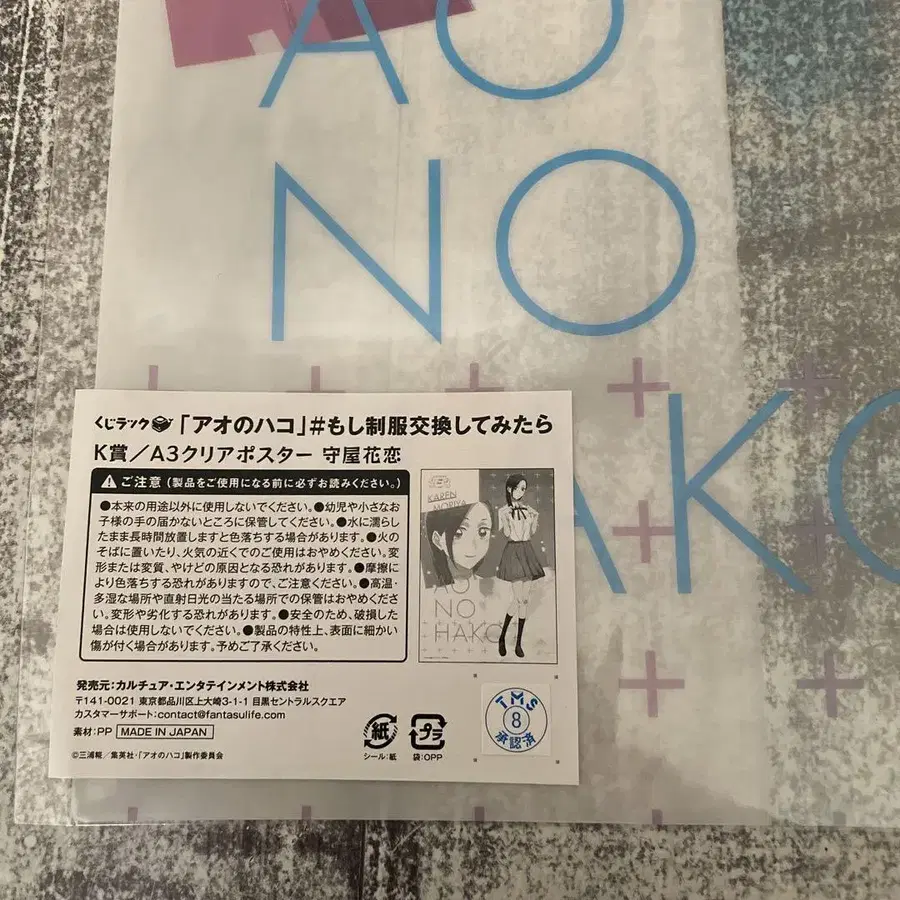 AO
NO
HAKO
くじラック「アオのハコ」#もし制服交換してみたら
K賞／A3クリアポスター 守屋花恋
ご注意（製品をご使用になる前に必ずお読みください。）
●本来の用途以外に使用しないでください。●幼児や小さなお
子様の手の届かないところに保管してください。●水に濡らし
たまま長時間放置しますと色落ちする場合があります。●火の
そばに置いたり、火気の近くでのご使用はおやめください。変
形または変質、やけどの原因となる恐れがあります。●摩擦に
より色落ちする恐れがありますので、ご注意ください。●高温・
多湿な場所や直射日光の当たる場所での保管はおやめくだ
さい。変形や劣化する恐れがあります。●安全のため、破損した
場合は使用しないでください。●製品の特性上、表面に細かい
傷が付く場合があります。予めご了承ください。
KAREN
MORIYA
AO
NO
HAKO
発売元：カルチュア・エンタテインメント株式会社
〒141-0021 東京都品川区上大崎3-1-1 目黒セントラルスクエア
カスタマーサポート：contact@fantasulife.com
素材：PP MADE IN JAPAN
紙
シール：紙
プラ
袋：OPP
TMS
8
承認済
©三浦糀／集英社・「アオのハコ」製作委員会